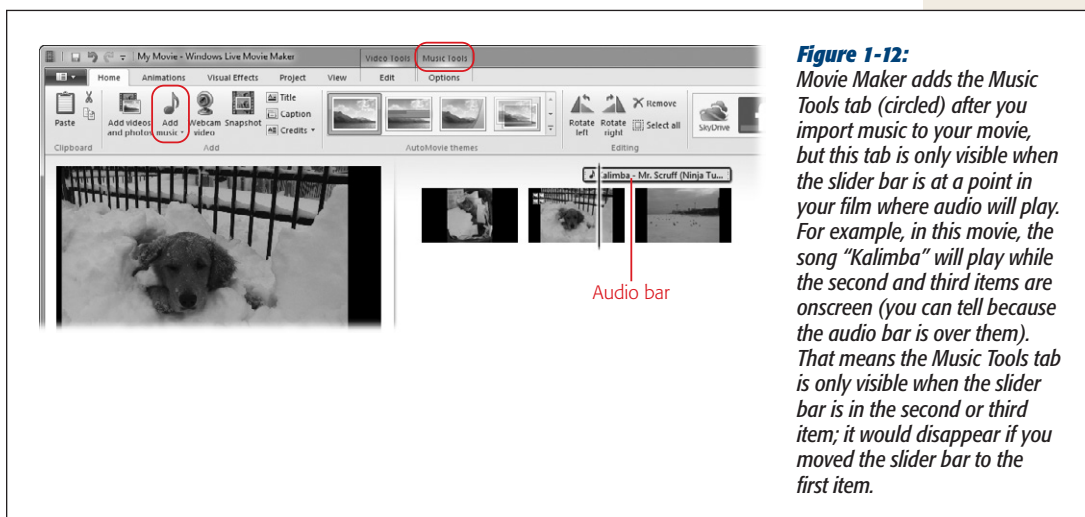 My Movie - Windows Live Movie Maker
Video Tools
Music Tools
Home
Animations
Visual Effects
Project
View
Edit
Options
Paste
Add videos
and photos
Add
music
Webcam
video
Snapshot
Title
Caption
Credits
Rotate
left
Rotate
right
Remove
Select all
SkyDrive
Clipboard
Add
AutoMovie themes
Editing
alimba - Mr. Scruff (Ninja Tu...
Audio bar
Figure 1-12:
Movie Maker adds the Music
Tools tab (circled) after you
import music to your movie,
but this tab is only visible when
the slider bar is at a point in
your film where audio will play.
For example, in this movie, the
song “Kalimba” will play while
the second and third items are
onscreen (you can tell because
the audio bar is over them).
That means the Music Tools tab
is only visible when the slider
bar is in the second or third
item; it would disappear if you
moved the slider bar to the
first item.